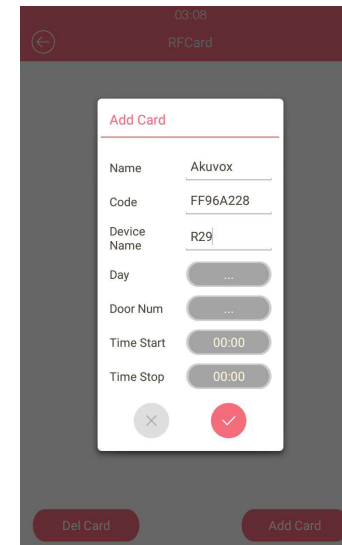 03:08
RFCard
Add Card
Name Akuvox
Code FF96A228
Device
Name R29
Day ...
Door Num ...
Time Start 00:00
Time Stop 00:00
Del Card Add Card